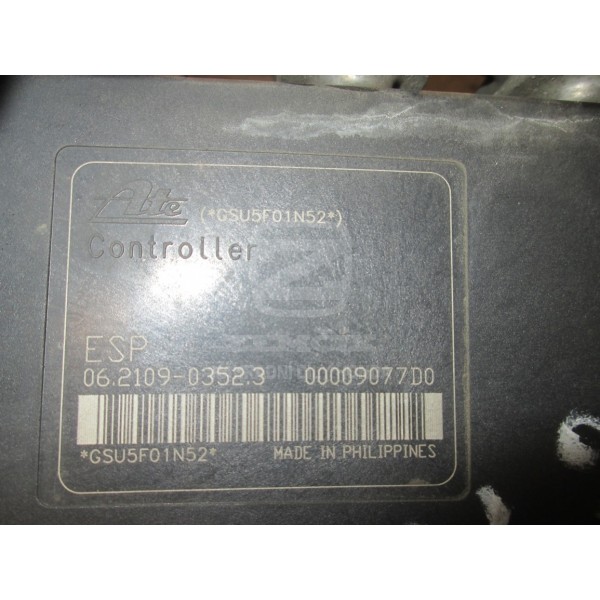 Ate (*GSU5F01N52*)
Controller
ESP
06.2109-0352.3 00009077D0
*GSU5F01N52* MADE IN PHILIPPINES